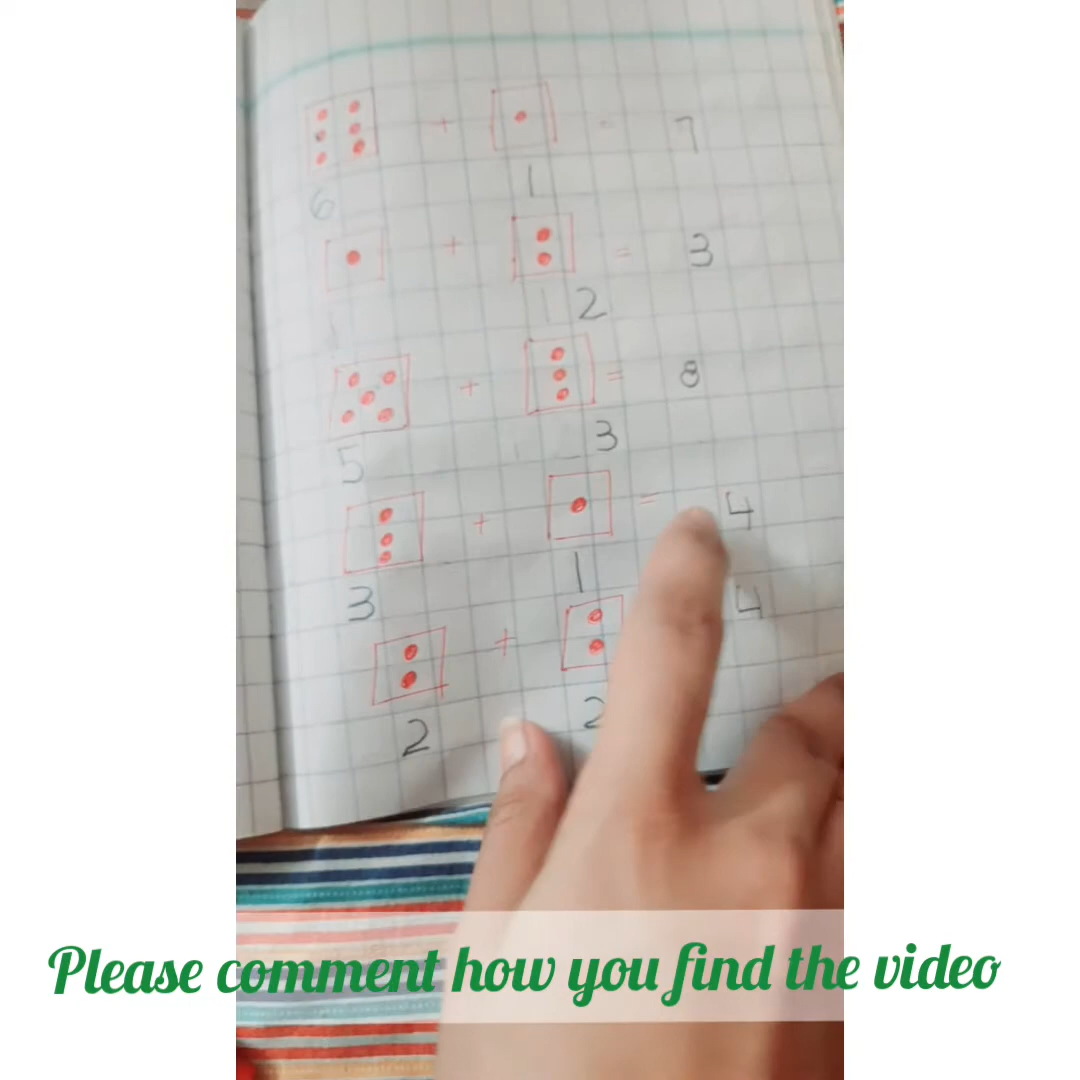 + = 7
6 1
+ = 3
1 2
+ = 8
5 3
+ = 4
3 1
+ 4
2 2
Please comment how you find the video